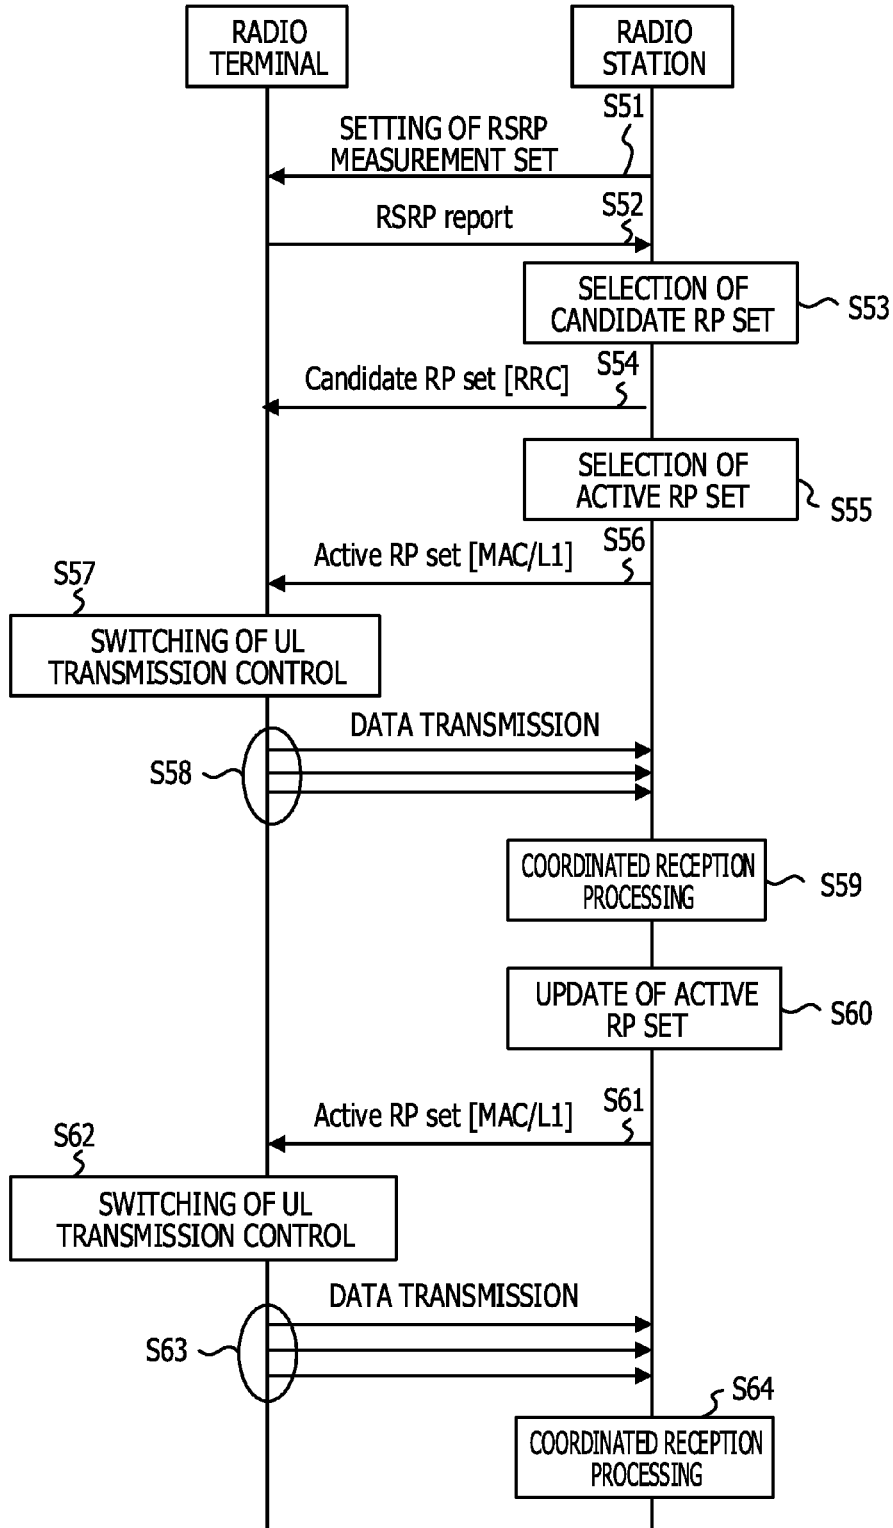 RADIO
TERMINAL
RADIO
STATION
S51
SETTING OF RSRP
MEASUREMENT SET
S52
RSRP report
SELECTION OF
CANDIDATE RP SET
S53
S54
Candidate RP set [RRC]
SELECTION OF
ACTIVE RP SET
S55
S56
Active RP set [MAC/L1]
S57
SWITCHING OF UL
TRANSMISSION CONTROL
DATA TRANSMISSION
S58
COORDINATED RECEPTION
PROCESSING
S59
UPDATE OF ACTIVE
RP SET
S60
S61
Active RP set [MAC/L1]
S62
SWITCHING OF UL
TRANSMISSION CONTROL
DATA TRANSMISSION
S63
S64
COORDINATED RECEPTION
PROCESSING